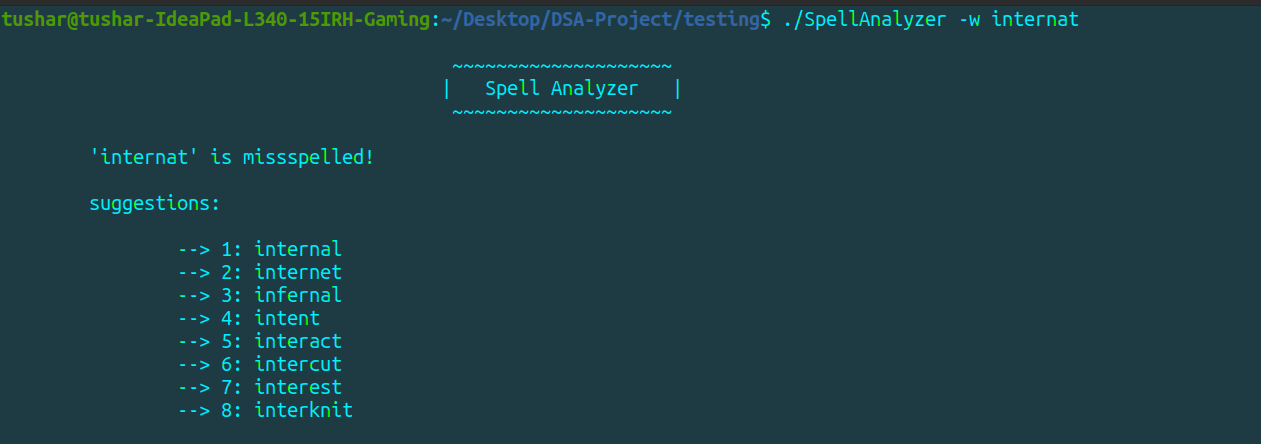 tushar@tushar-IdeaPad-L340-15IRH-Gaming:~/Desktop/DSA-Project/testing$ ./SpellAnalyzer -w internat
~~~~~~~~~~~~~~~~~~~~
|   Spell Analyzer   |
~~~~~~~~~~~~~~~~~~~~
'internat' is missspelled!
suggestions:
--> 1: internal
--> 2: internet
--> 3: infernal
--> 4: intent
--> 5: interact
--> 6: intercut
--> 7: interest
--> 8: interknit